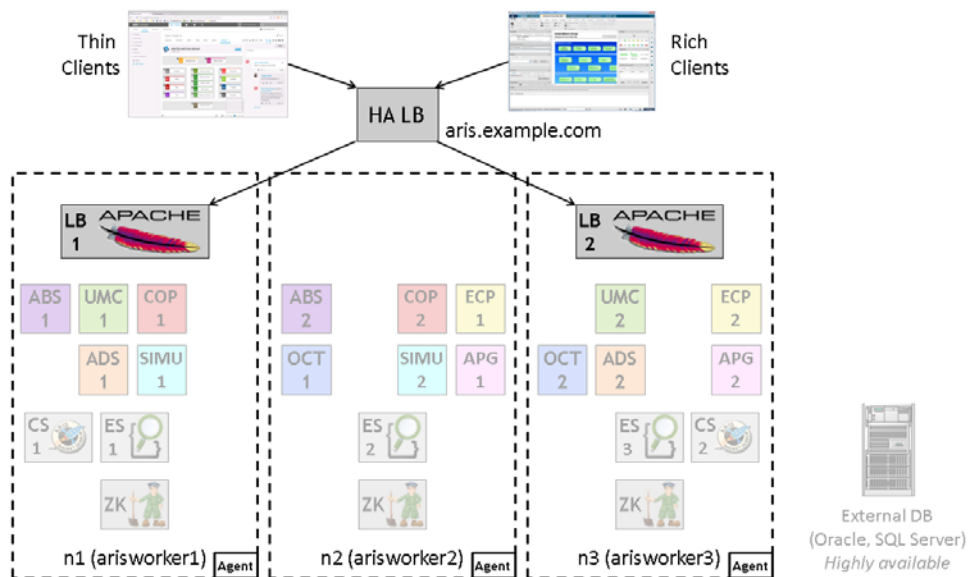 Thin
Clients
Rich
Clients
HA LB
aris.example.com
LB
1
APACHE
LB
2
APACHE
ABS
1
UMC
1
COP
1
ABS
2
COP
2
ECP
1
UMC
2
ECP
2
ADS
1
SIMU
1
OCT
1
SIMU
2
APG
1
OCT
2
ADS
2
APG
2
CS
1
ES
1
ES
2
ES
3
CS
2
ZK
ZK
ZK
n1 (arisworker1)
Agent
n2 (arisworker2)
Agent
n3 (arisworker3)
Agent
External DB
(Oracle, SQL Server)
Highly available